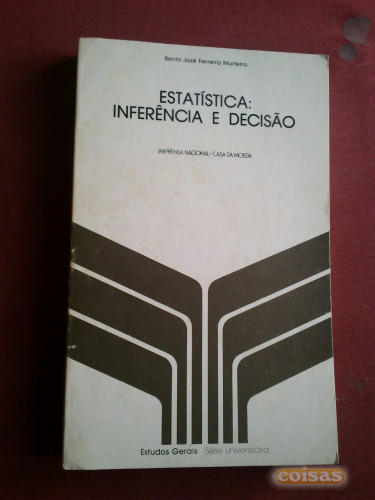 Bento José Ferreira Murteira
ESTATÍSTICA:
INFERÊNCIA E DECISÃO
IMPRENSA NACIONAL-CASA DA MOEDA
Estudos Gerais Série Universitária
coisas